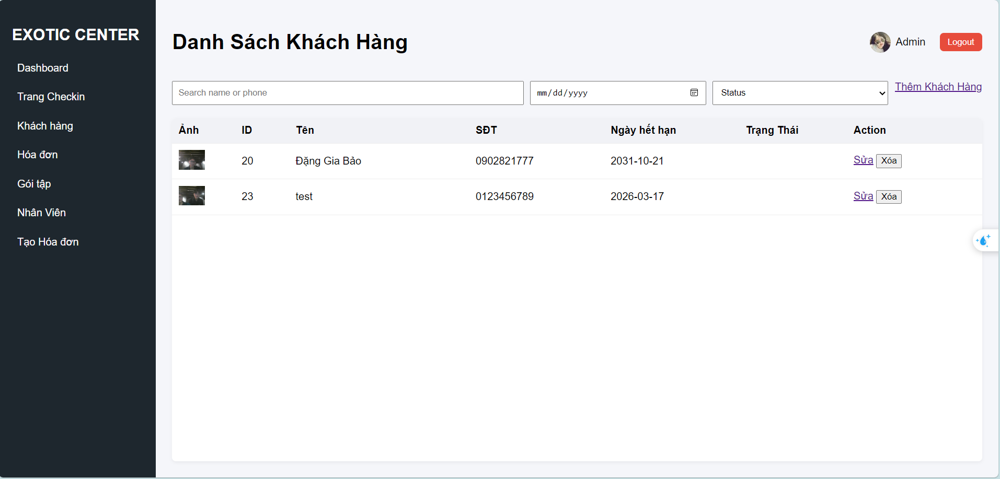 EXOTIC CENTER
Dashboard
Trang Checkin
Khách hàng
Hóa đơn
Gói tập
Nhân Viên
Tạo Hóa đơn
Danh Sách Khách Hàng
Admin
Logout
Search name or phone
mm/dd/yyyy
Status
Thêm Khách Hàng
Ảnh ID Tên SĐT Ngày hết hạn Trạng Thái Action
20 Đặng Gia Bảo 0902821777 2031-10-21 Sửa Xóa
23 test 0123456789 2026-03-17 Sửa Xóa